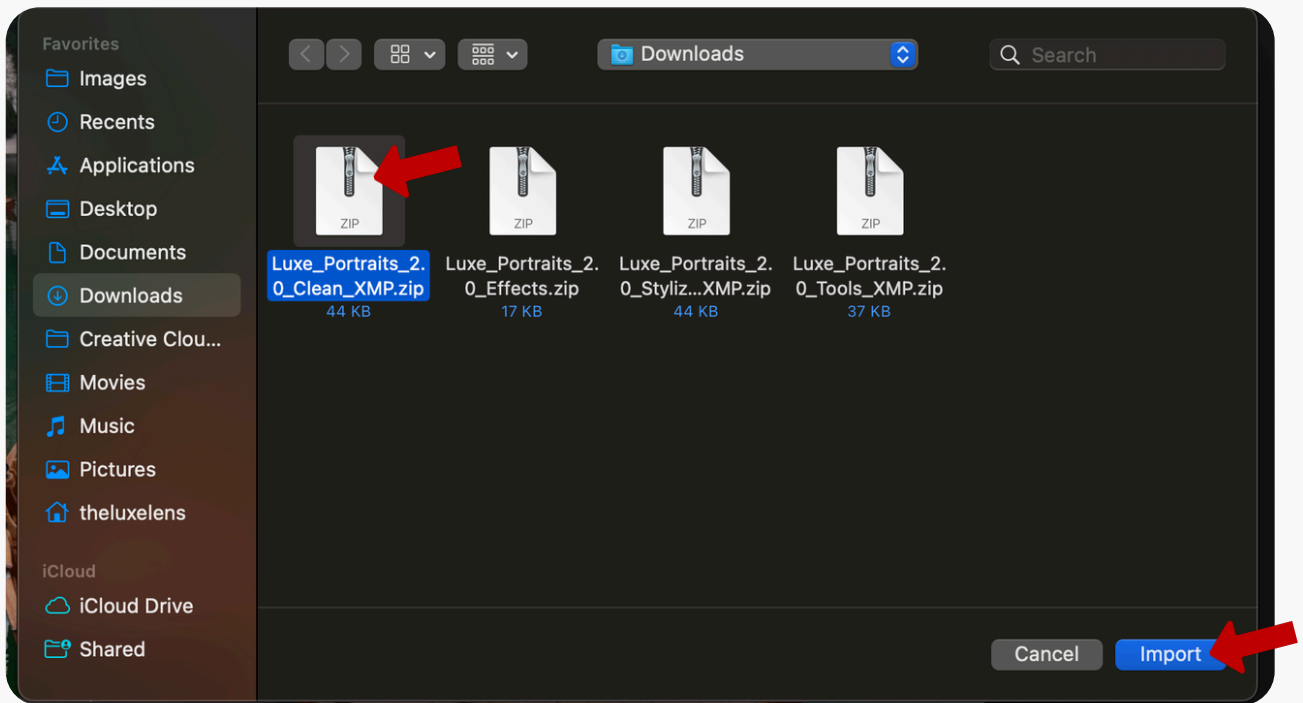 Favorites
Images
Recents
Applications
Desktop
Documents
Downloads
Creative Clou...
Movies
Music
Pictures
theluxelens
iCloud
iCloud Drive
Shared
Downloads
Search
ZIP
Luxe_Portraits_2.
0_Clean_XMP.zip
44 KB
ZIP
Luxe_Portraits_2.
0_Effects.zip
17 KB
ZIP
Luxe_Portraits_2.
0_Styliz...XMP.zip
44 KB
ZIP
Luxe_Portraits_2.
0_Tools_XMP.zip
37 KB
Cancel
Import